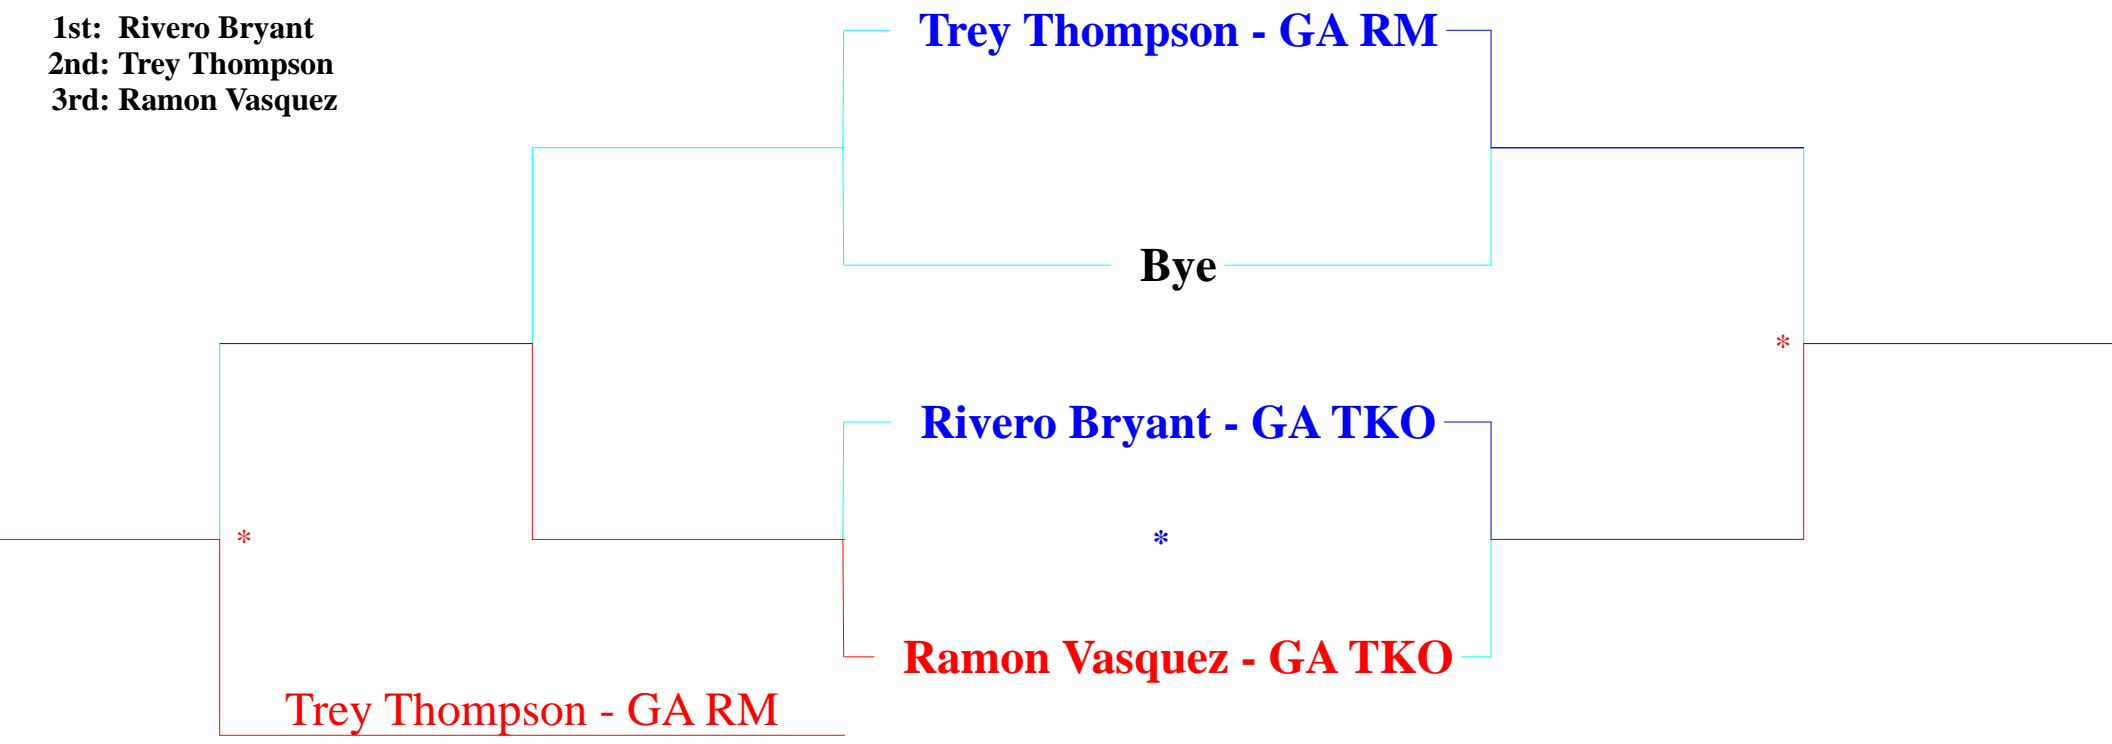 1st: Rivero Bryant
2nd: Trey Thompson
3rd: Ramon Vasquez
Trey Thompson - GA RM
Bye
*
Rivero Bryant - GA TKO
* *
Ramon Vasquez - GA TKO
Trey Thompson - GA RM